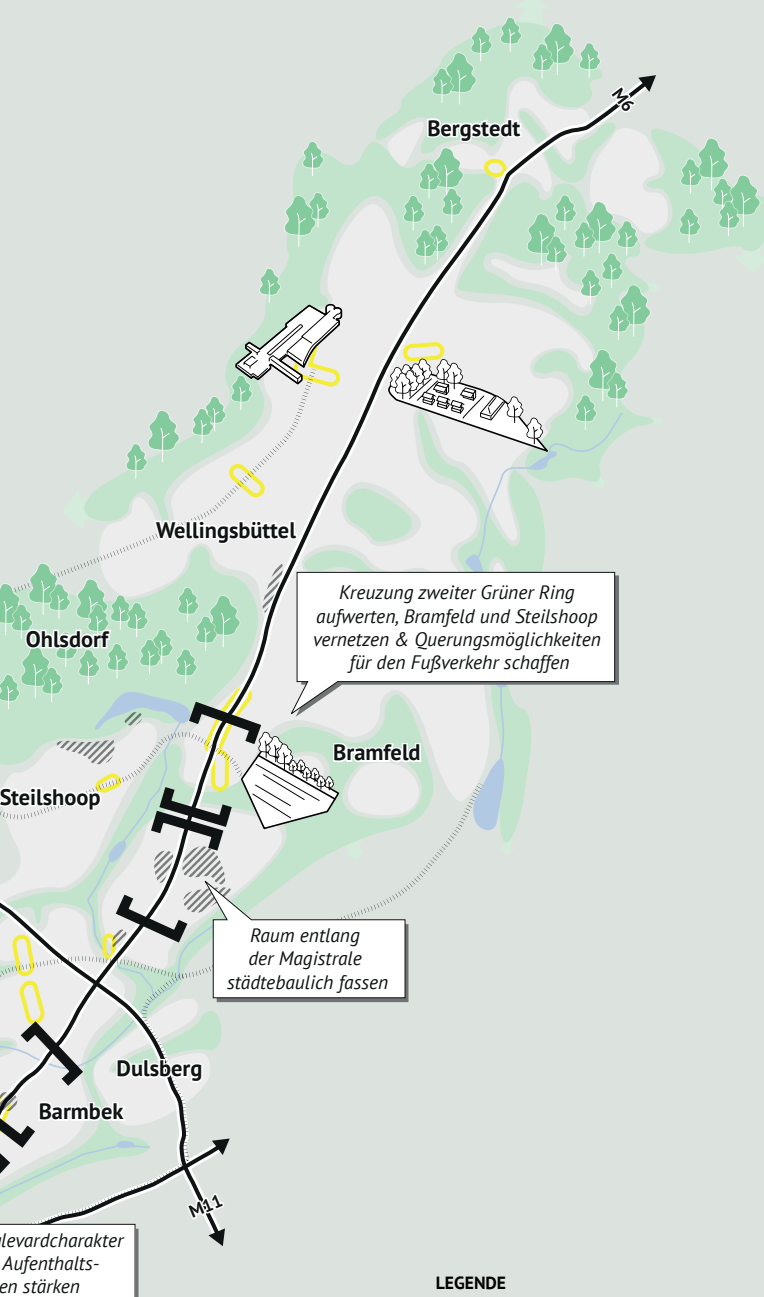 M6
Bergstedt
Wellingsbüttel
Kreuzung zweiter Grüner Ring
aufwerten, Bramfeld und Steilshoop
vernetzen & Querungsmöglichkeiten
für den Fußverkehr schaffen
Ohlsdorf
Bramfeld
Steilshoop
Raum entlang
der Magistrale
städtebaulich fassen
Dulsberg
Barmbek
M11
levardcharakter
Aufenthalts-
en stärken
LEGENDE